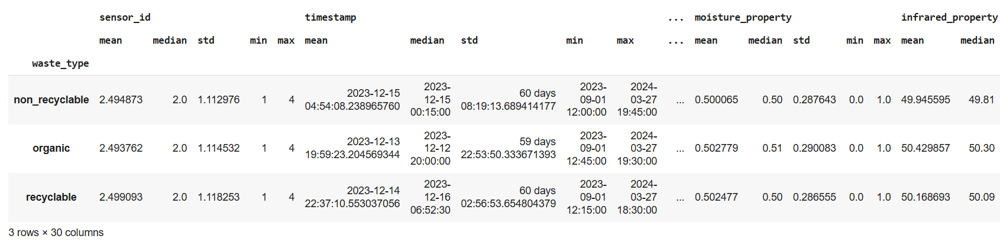 sensor_id timestamp ... moisture_property infrared_property
mean median std min max mean median std min max ... mean median std min max mean median
waste_type
non_recyclable 2.494873 2.0 1.112976 1 4 2023-12-15 04:54:08.238965760 2023-12-15 00:15:00 60 days 08:19:13.689414177 2023-09-01 12:00:00 2024-03-27 19:45:00 ... 0.500065 0.50 0.287643 0.0 1.0 49.945595 49.81
organic 2.493762 2.0 1.114532 1 4 2023-12-13 19:59:23.204569344 2023-12-12 20:00:00 59 days 22:53:50.333671393 2023-09-01 12:45:00 2024-03-27 19:30:00 ... 0.502779 0.51 0.290083 0.0 1.0 50.429857 50.30
recyclable 2.499093 2.0 1.118253 1 4 2023-12-14 22:37:10.553037056 2023-12-16 06:52:30 60 days 02:56:53.654804379 2023-09-01 12:15:00 2024-03-27 18:30:00 ... 0.502477 0.50 0.286555 0.0 1.0 50.168693 50.09
3 rows × 30 columns